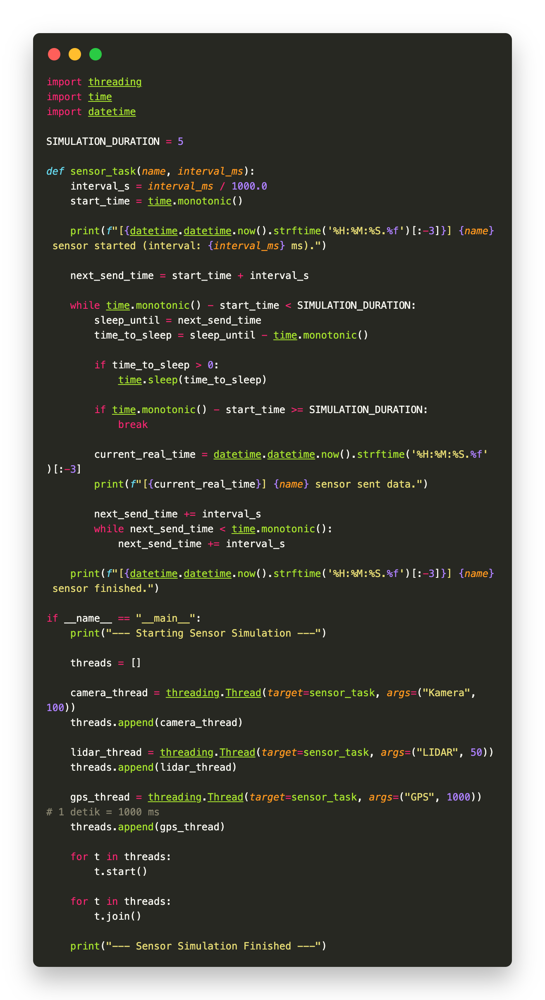 import threading
import time
import datetime

SIMULATION_DURATION = 5

def sensor_task(name, interval_ms):
    interval_s = interval_ms / 1000.0
    start_time = time.monotonic()

    print(f"[{datetime.datetime.now().strftime('%H:%M:%S.%f')[:-3]}] {name}
 sensor started (interval: {interval_ms} ms).")

    next_send_time = start_time + interval_s

    while time.monotonic() - start_time < SIMULATION_DURATION:
        sleep_until = next_send_time
        time_to_sleep = sleep_until - time.monotonic()

        if time_to_sleep > 0:
            time.sleep(time_to_sleep)

        if time.monotonic() - start_time >= SIMULATION_DURATION:
            break

        current_real_time = datetime.datetime.now().strftime('%H:%M:%S.%f'
)[:-3]
        print(f"[{current_real_time}] {name} sensor sent data.")

        next_send_time += interval_s
        while next_send_time < time.monotonic():
            next_send_time += interval_s

    print(f"[{datetime.datetime.now().strftime('%H:%M:%S.%f')[:-3]}] {name}
 sensor finished.")

if __name__ == "__main__":
    print("--- Starting Sensor Simulation ---")

    threads = []

    camera_thread = threading.Thread(target=sensor_task, args=("Kamera",
100))
    threads.append(camera_thread)

    lidar_thread = threading.Thread(target=sensor_task, args=("LIDAR", 50))
    threads.append(lidar_thread)

    gps_thread = threading.Thread(target=sensor_task, args=("GPS", 1000))
# 1 detik = 1000 ms
    threads.append(gps_thread)

    for t in threads:
        t.start()

    for t in threads:
        t.join()

    print("--- Sensor Simulation Finished ---")